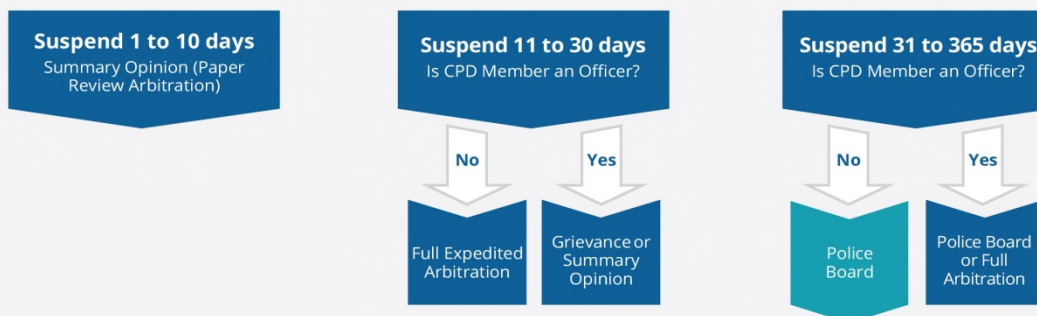 Suspend 1 to 10 days
Summary Opinion (Paper
Review Arbitration)
Suspend 11 to 30 days
Is CPD Member an Officer?
No
Yes
Full Expedited
Arbitration
Grievance or
Summary
Opinion
Suspend 31 to 365 days
Is CPD Member an Officer?
No
Yes
Police
Board
Police Board
or Full
Arbitration